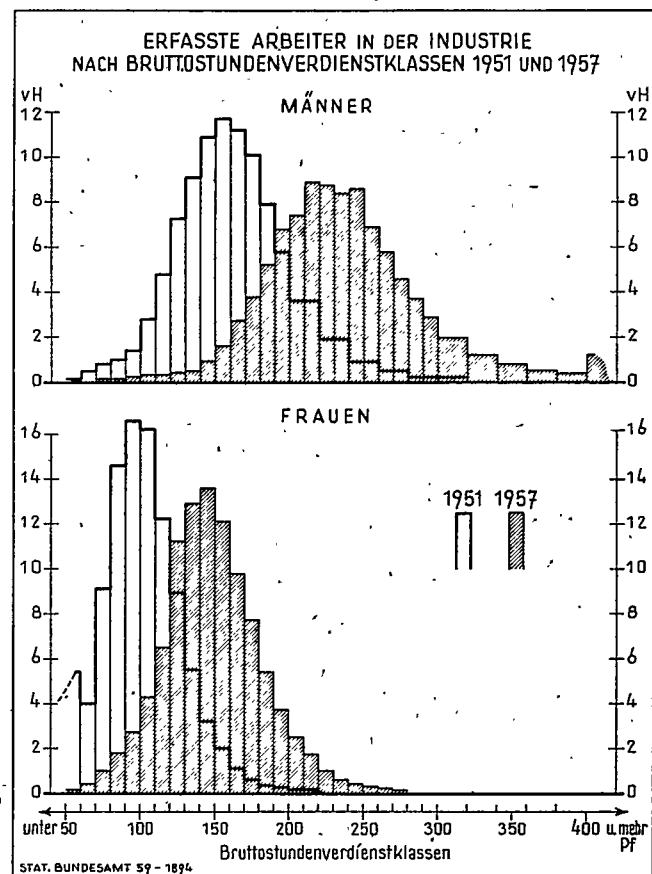 ERFASSTE ARBEITER IN DER INDUSTRIE
NACH BRUTTOSTUNDENVERDIENSTKLASSEN 1951 UND 1957
vH MÄNNER vH
12 12
10 10
8 8
6 6
4 4
2 2
0 0
FRAUEN
16 16
14 14
12 12
10 10
8 8
6 6
4 4
2 2
0 0
1951 1957
unter 50 100 150 200 250 300 350 400 u. mehr
Pf
Bruttostundenverdienstklassen
STAT. BUNDESAMT 59 - 1894